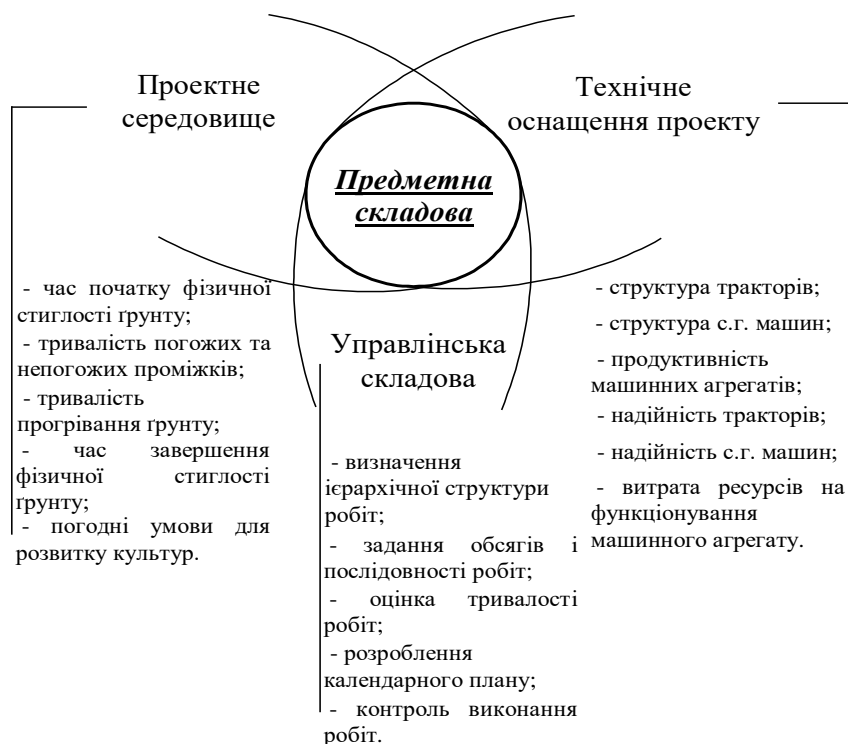 Проектне
середовище
Технічне
оснащення проекту
Предметна
складова
- час початку фізичної
стиглості ґрунту;
- тривалість погожих та
непогожих проміжків;
- тривалість
прогрівання ґрунту;
- час завершення
фізичної стиглості
ґрунту;
- погодні умови для
розвитку культур.
Управлінська
складова
- визначення
ієрархічної структури
робіт;
- задання обсягів і
послідовності робіт;
- оцінка тривалості
робіт;
- розроблення
календарного плану;
- контроль виконання
робіт.
- структура тракторів;
- структура с.г. машин;
- продуктивність
машинних агрегатів;
- надійність тракторів;
- надійність с.г. машин;
- витрата ресурсів на
функціонування
машинного агрегату.